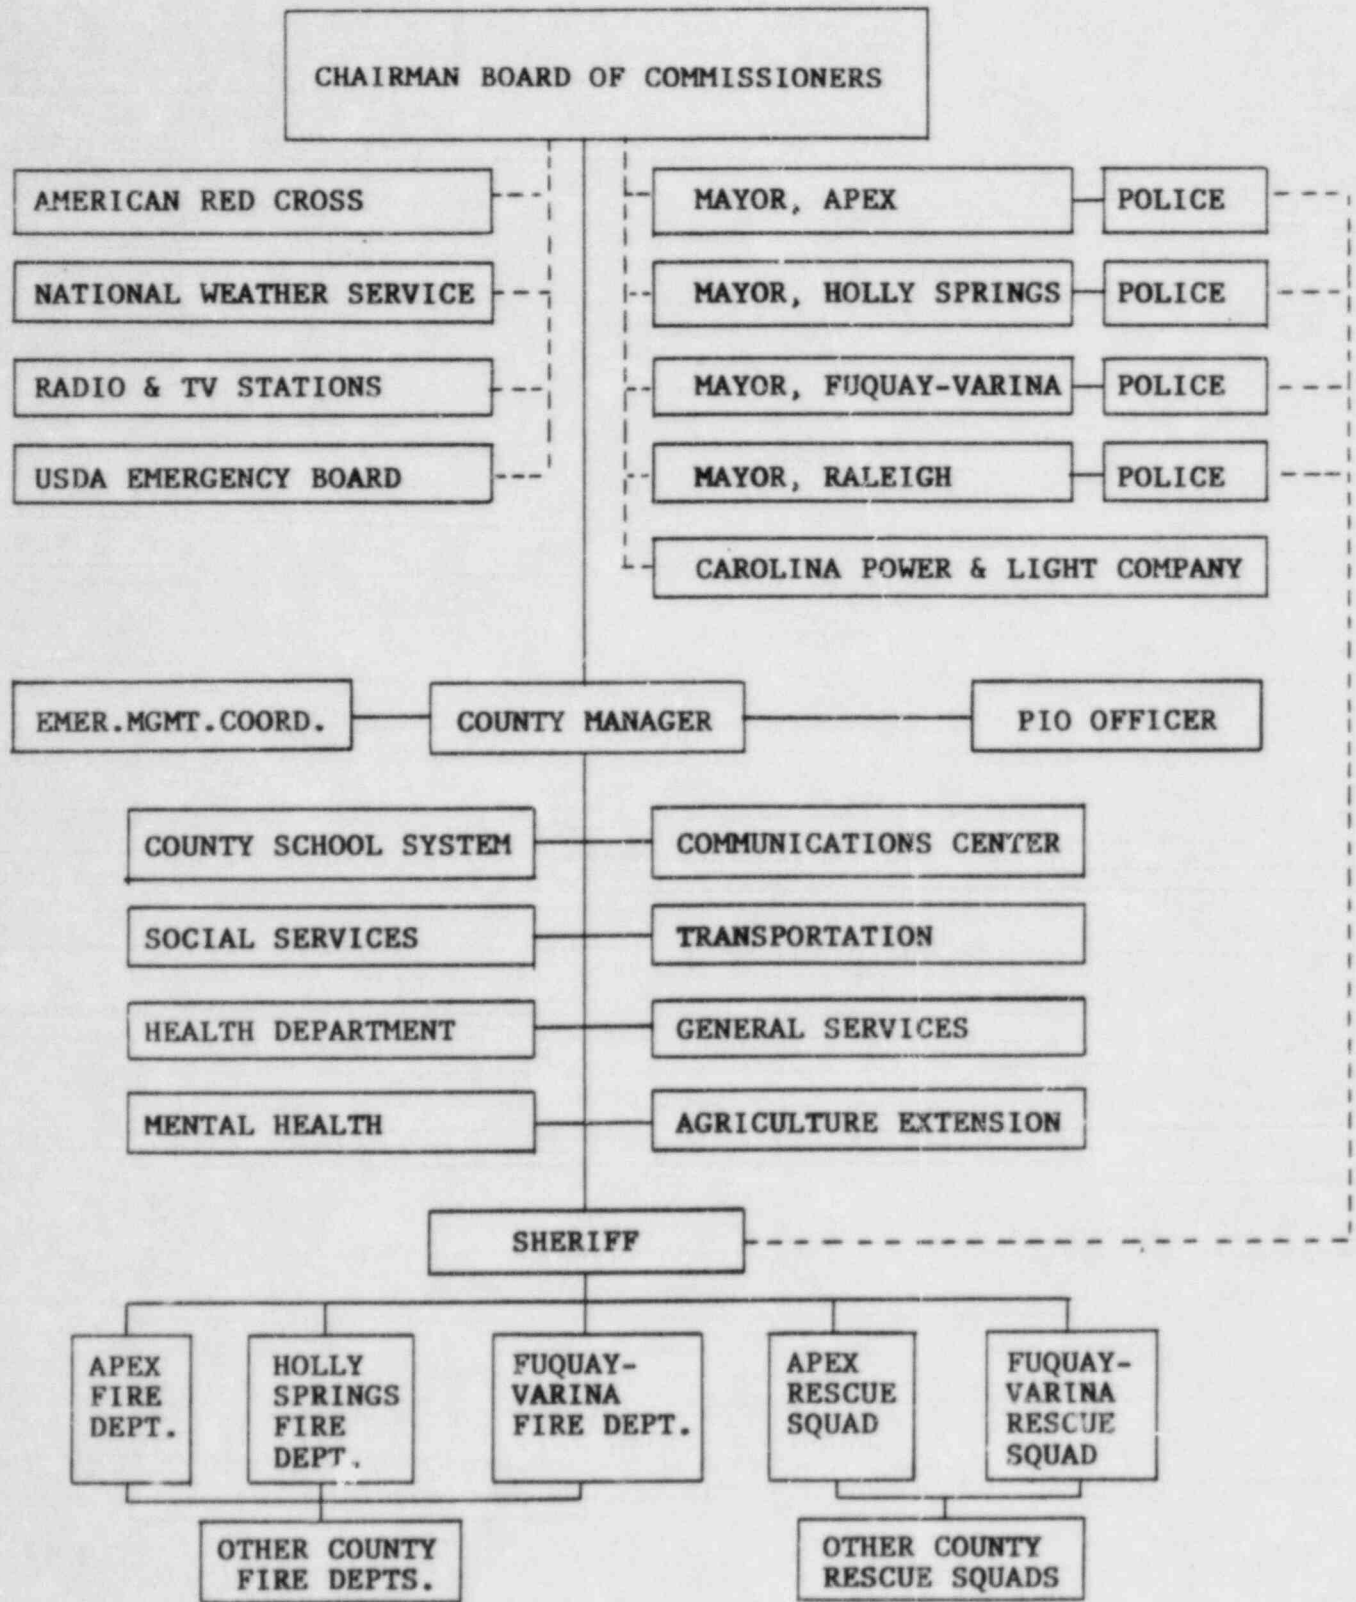 CHAIRMAN BOARD OF COMMISSIONERS
AMERICAN RED CROSS
MAYOR, APEX
POLICE
NATIONAL WEATHER SERVICE
MAYOR, HOLLY SPRINGS
POLICE
RADIO & TV STATIONS
MAYOR, FUQUAY-VARINA
POLICE
USDA EMERGENCY BOARD
MAYOR, RALEIGH
POLICE
CAROLINA POWER & LIGHT COMPANY
EMER.MGMT.COORD.
COUNTY MANAGER
PIO OFFICER
COUNTY SCHOOL SYSTEM
COMMUNICATIONS CENTER
SOCIAL SERVICES
TRANSPORTATION
HEALTH DEPARTMENT
GENERAL SERVICES
MENTAL HEALTH
AGRICULTURE EXTENSION
SHERIFF
APEX
FIRE
DEPT.
HOLLY
SPRINGS
FIRE
DEPT.
FUQUAY-
VARINA
FIRE DEPT.
APEX
RESCUE
SQUAD
FUQUAY-
VARINA
RESCUE
SQUAD
OTHER COUNTY
FIRE DEPTS.
OTHER COUNTY
RESCUE SQUADS